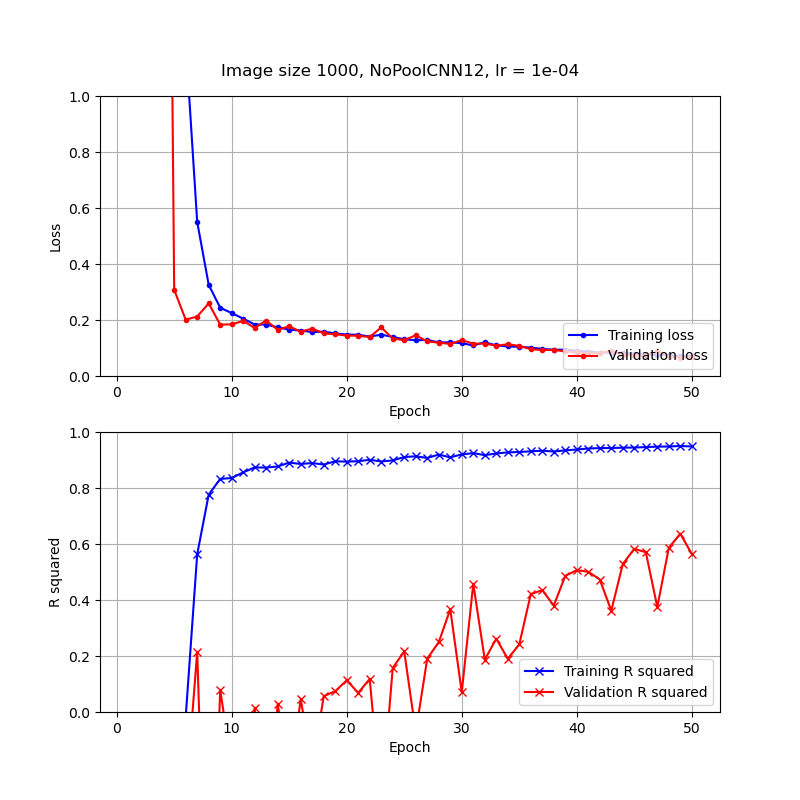 Image size 1000, NoPoolCNN12, lr = 1e-04
1.0
0.8
0.6
0.4
0.2
0.0
Loss
Training loss
Validation loss
0 10 20 30 40 50
Epoch
1.0
0.8
0.6
0.4
0.2
0.0
R squared
Training R squared
Validation R squared
0 10 20 30 40 50
Epoch